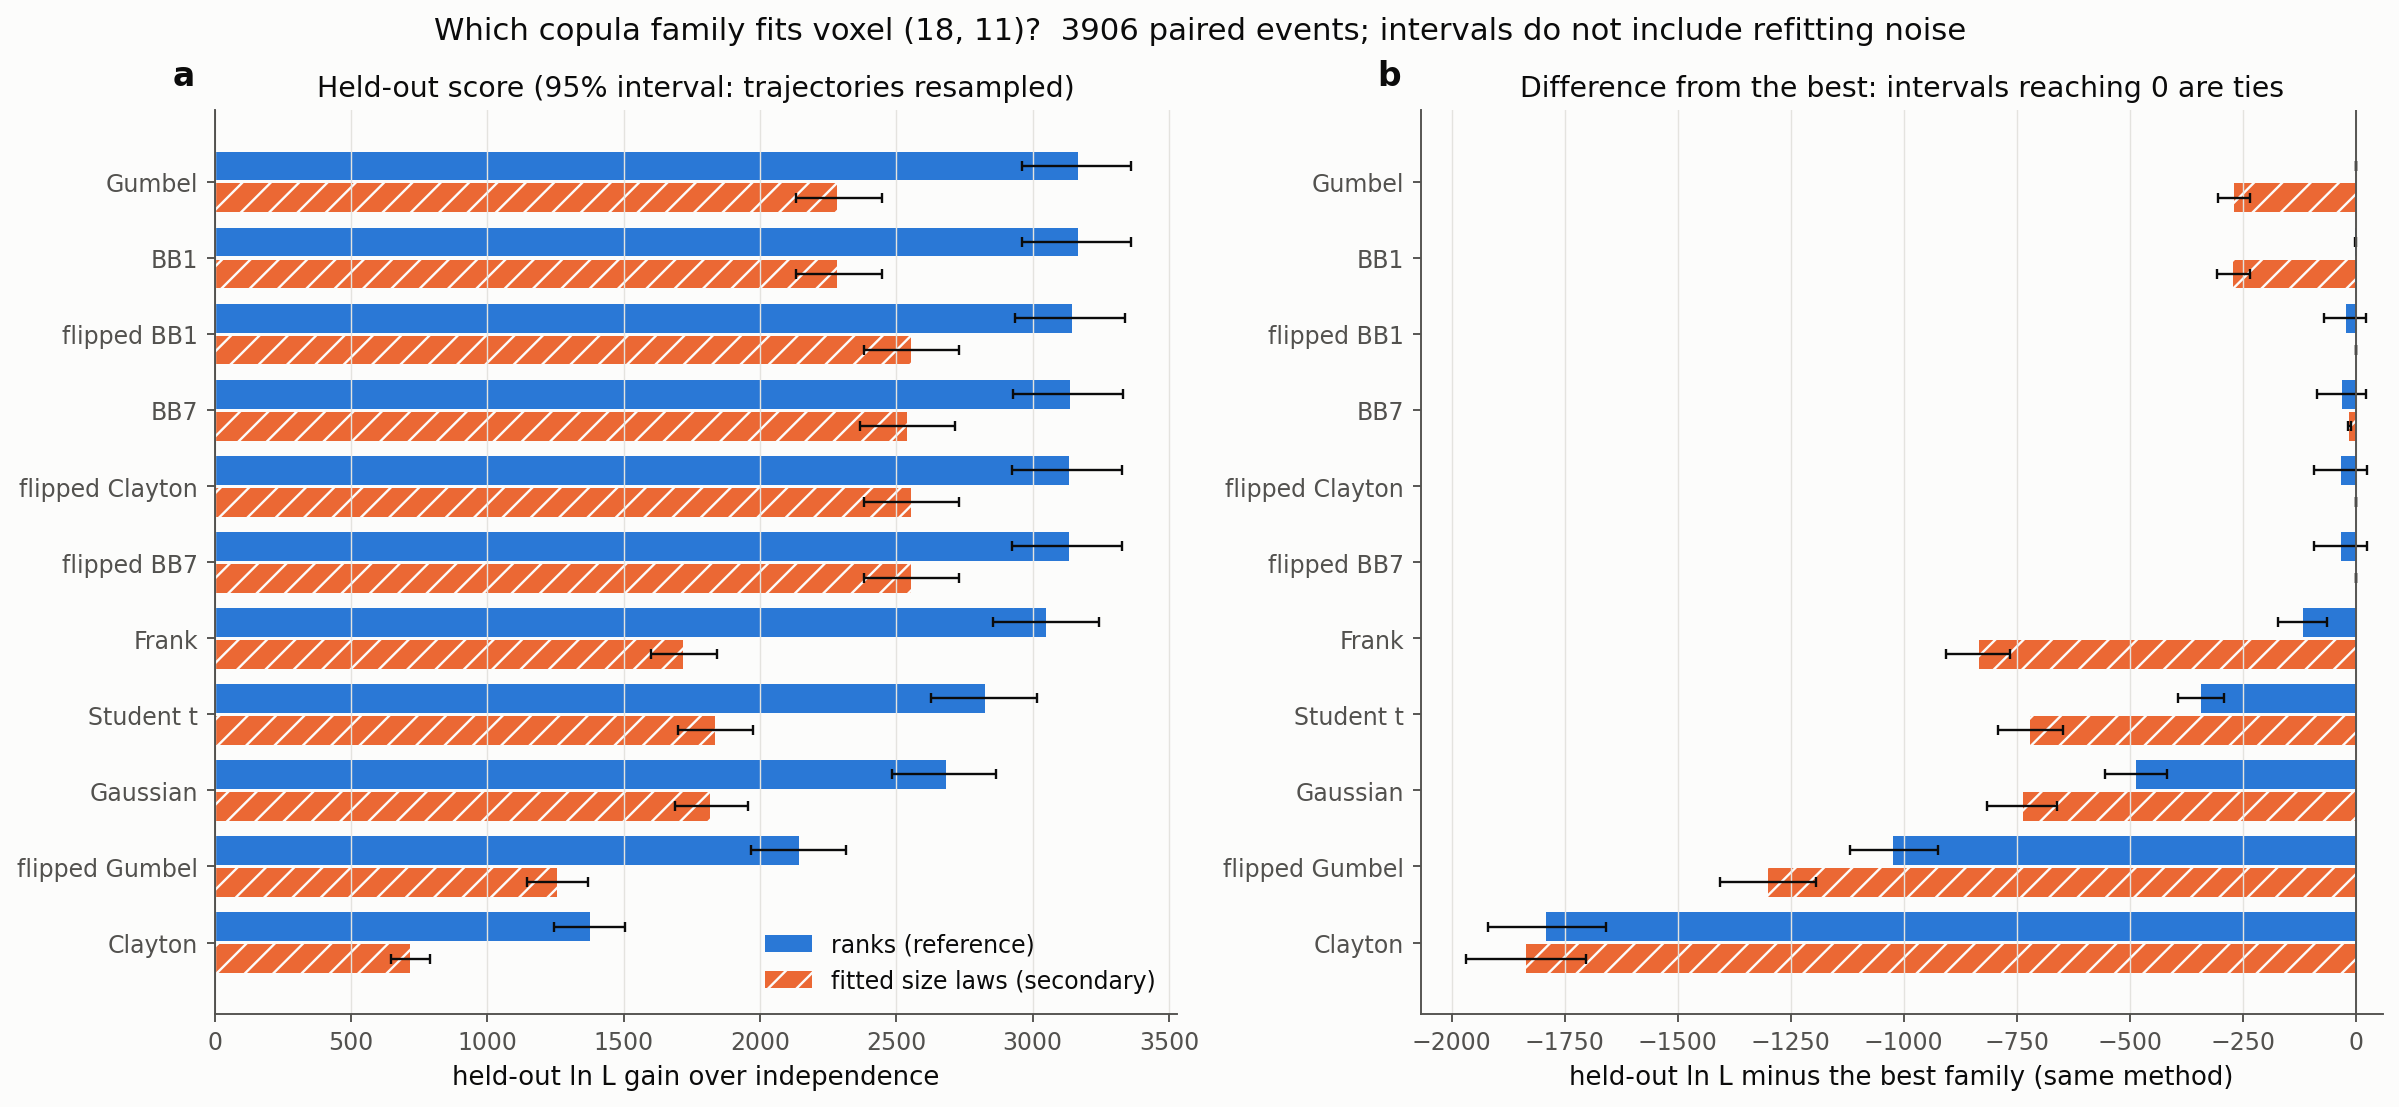 Which copula family fits voxel (18, 11)?  3906 paired events; intervals do not include refitting noise
a
Held-out score (95% interval: trajectories resampled)
Gumbel
BB1
flipped BB1
BB7
flipped Clayton
flipped BB7
Frank
Student t
Gaussian
flipped Gumbel
Clayton
ranks (reference)
fitted size laws (secondary)
0 500 1000 1500 2000 2500 3000 3500
held-out ln L gain over independence
b
Difference from the best: intervals reaching 0 are ties
Gumbel
BB1
flipped BB1
BB7
flipped Clayton
flipped BB7
Frank
Student t
Gaussian
flipped Gumbel
Clayton
−2000 −1750 −1500 −1250 −1000 −750 −500 −250 0
held-out ln L minus the best family (same method)